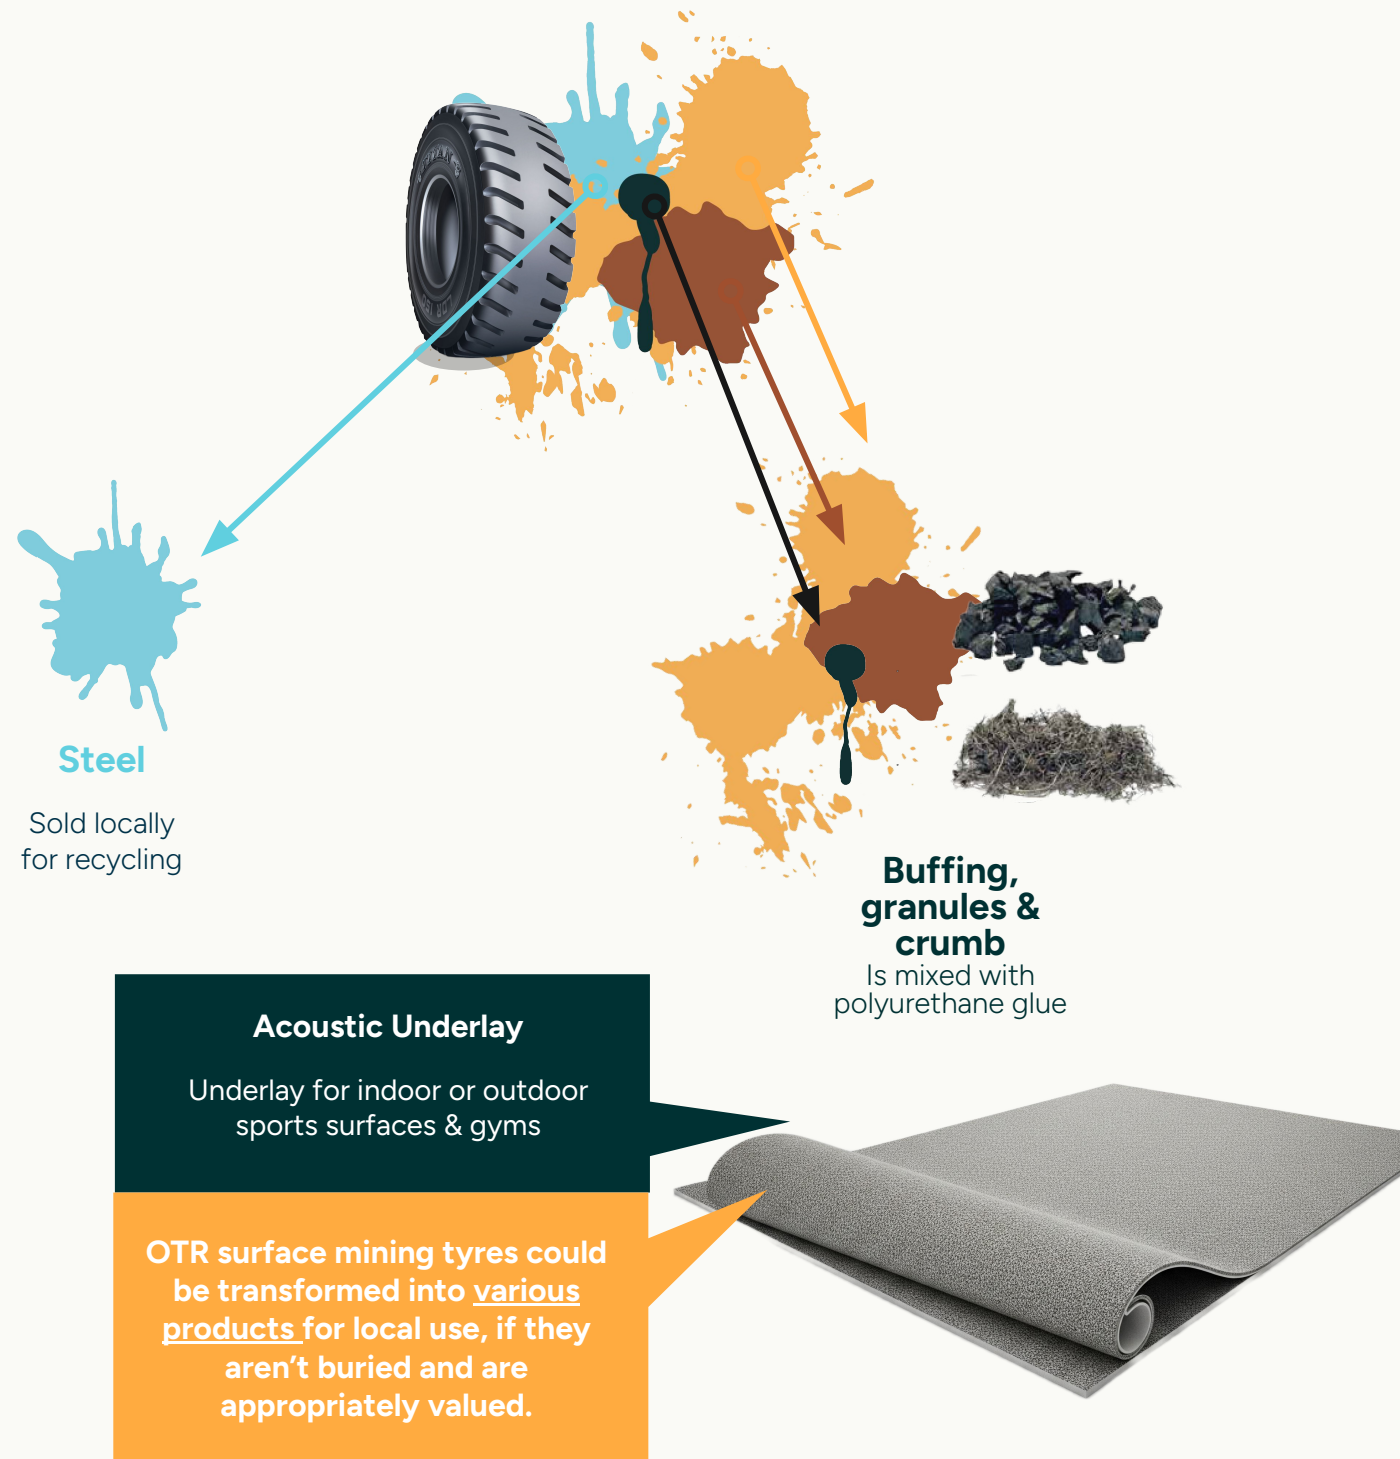 Steel
Sold locally
for recycling
Buffing,
granules &
crumb
Is mixed with
polyurethane glue
Acoustic Underlay
Underlay for indoor or outdoor
sports surfaces & gyms
OTR surface mining tyres could
be transformed into various
products for local use, if they
aren’t buried and are
appropriately valued.